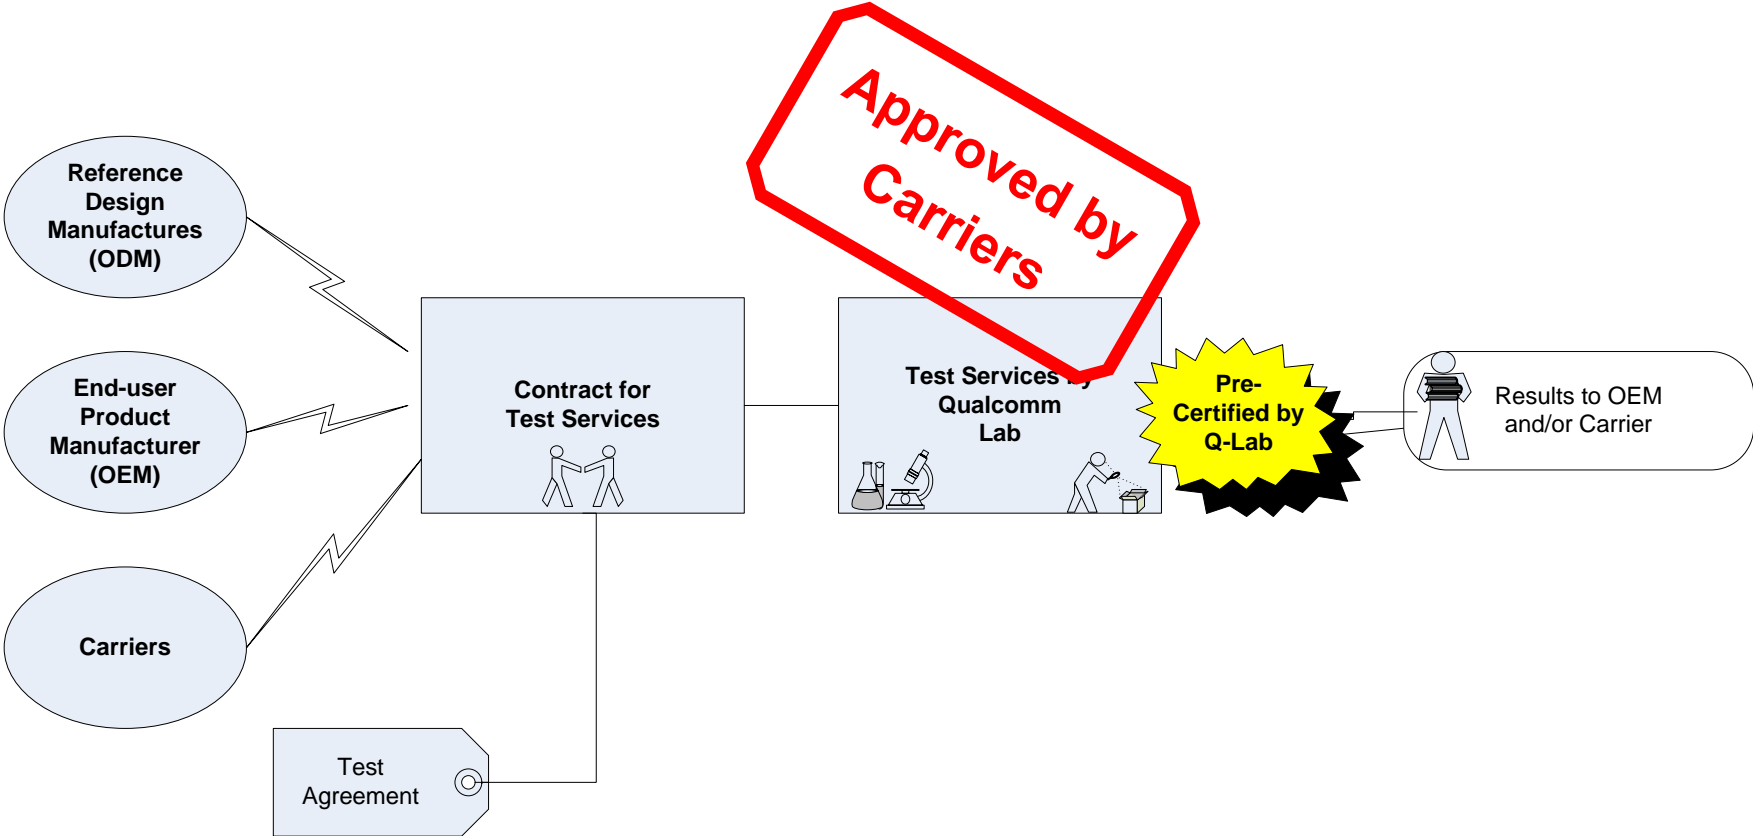 Approved by
Carriers
Reference
Design
Manufactures
(ODM)
End-user
Product
Manufacturer
(OEM)
Carriers
Contract for
Test Services
Test Services by
Qualcomm
Lab
Pre-
Certified by
Q-Lab
Results to OEM
and/or Carrier
Test
Agreement